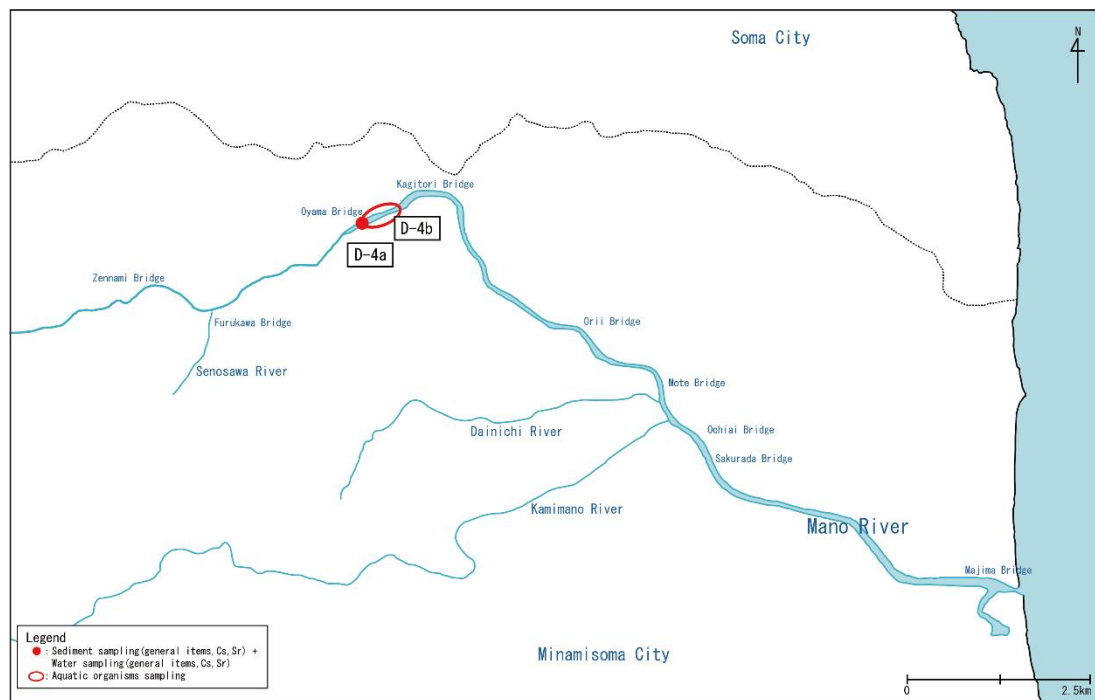 Soma City
N
Kagitori Bridge
Oyama Bridge
D-4b
D-4a
Zennami Bridge
Furukawa Bridge
Orii Bridge
Senosawa River
Mote Bridge
Dainichi River
Ochiai Bridge
Sakurada Bridge
Kamimano River
Mano River
Majima Bridge
Legend
: Sediment sampling(general items,Cs,Sr) +
Water sampling(general items,Cs,Sr)
: Aquatic organisms sampling
Minamisoma City
0
2.5km